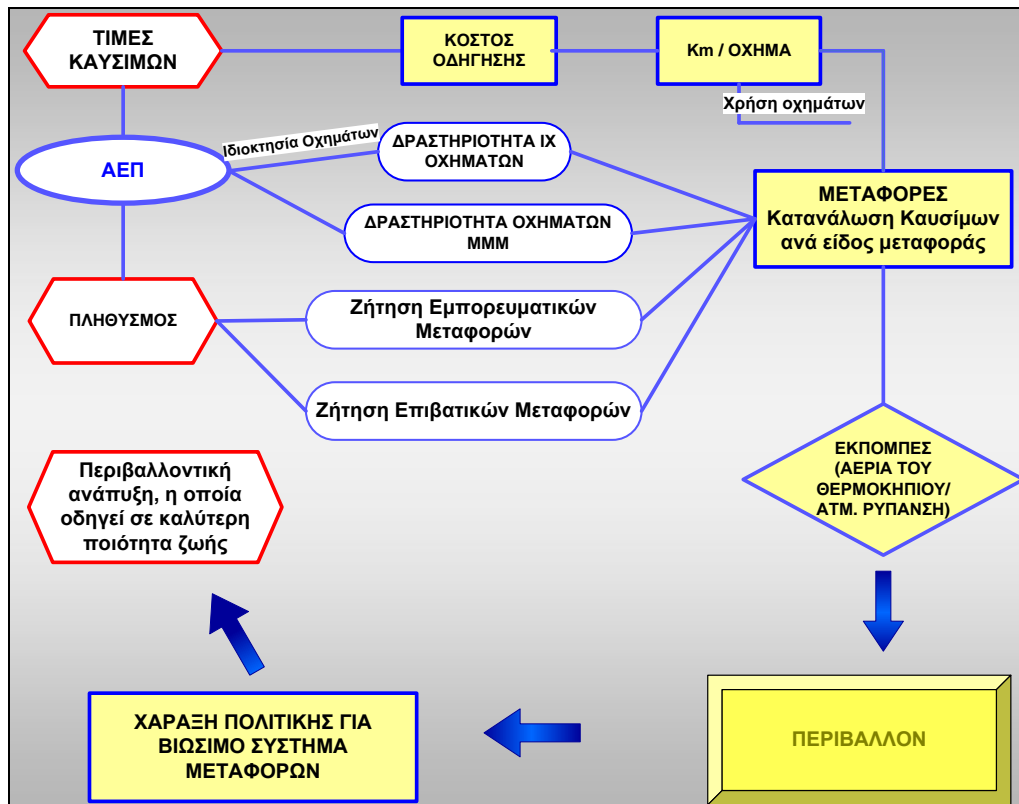 ΤΙΜΕΣ
ΚΑΥΣΙΜΩΝ
ΚΟΣΤΟΣ
ΟΔΗΓΗΣΗΣ
Km / ΟΧΗΜΑ
Χρήση οχημάτων
Ιδιοκτησία Οχημάτων
ΑΕΠ
ΔΡΑΣΤΗΡΙΟΤΗΤΑ ΙΧ
ΟΧΗΜΑΤΩΝ
ΔΡΑΣΤΗΡΙΟΤΗΤΑ ΟΧΗΜΑΤΩΝ
ΜΜΜ
ΜΕΤΑΦΟΡΕΣ
Κατανάλωση Καυσίμων
ανά είδος μεταφοράς
ΠΛΗΘΥΣΜΟΣ
Ζήτηση Εμπορευματικών
Μεταφορών
Ζήτηση Επιβατικών Μεταφορών
ΕΚΠΟΜΠΕΣ
(ΑΕΡΙΑ ΤΟΥ
ΘΕΡΜΟΚΗΠΙΟΥ/
ΑΤΜ. ΡΥΠΑΝΣΗ)
Περιβαλλοντική
ανάπυξη, η οποία
οδηγεί σε καλύτερη
ποιότητα ζωής
ΧΑΡΑΞΗ ΠΟΛΙΤΙΚΗΣ ΓΙΑ
ΒΙΩΣΙΜΟ ΣΥΣΤΗΜΑ
ΜΕΤΑΦΟΡΩΝ
ΠΕΡΙΒΑΛΛΟΝ